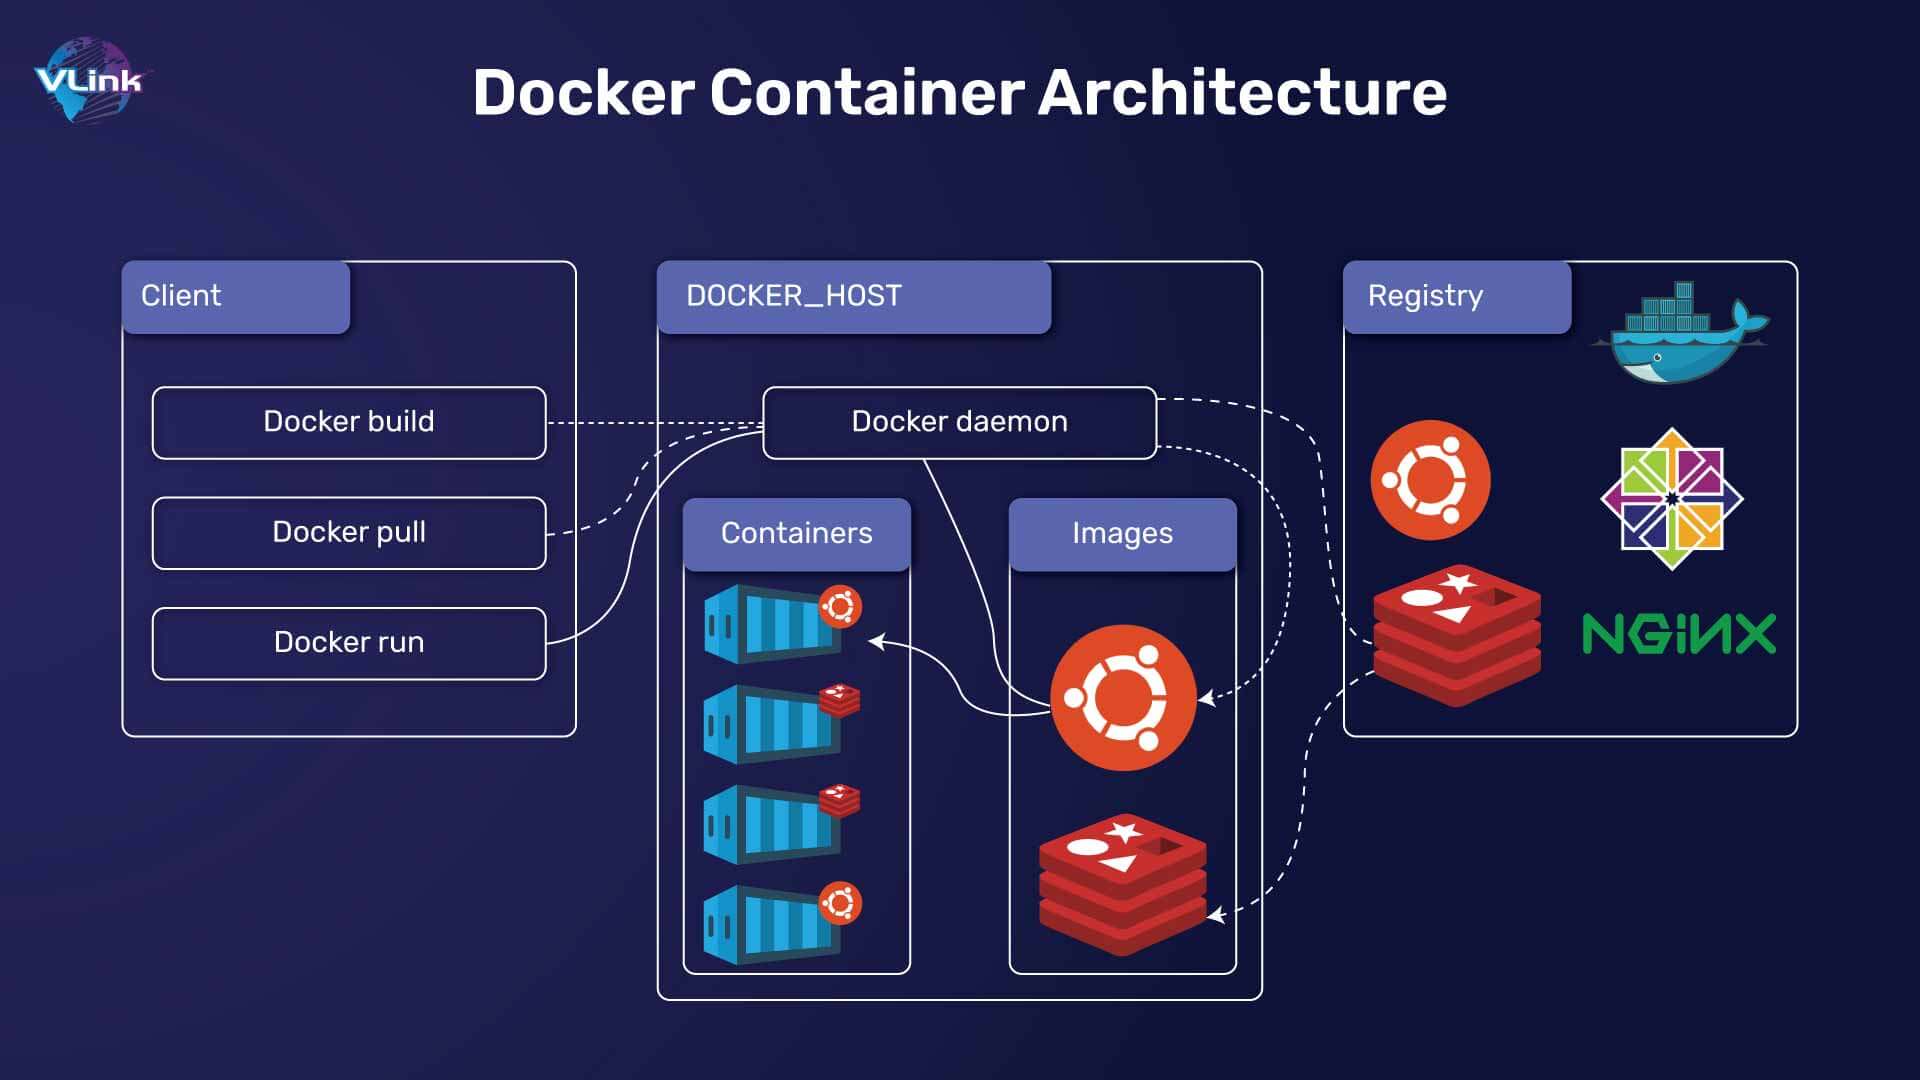 VLink
Docker Container Architecture
Client
DOCKER_HOST
Registry
Docker build
Docker daemon
Docker pull
Containers
Images
Docker run
NGINX